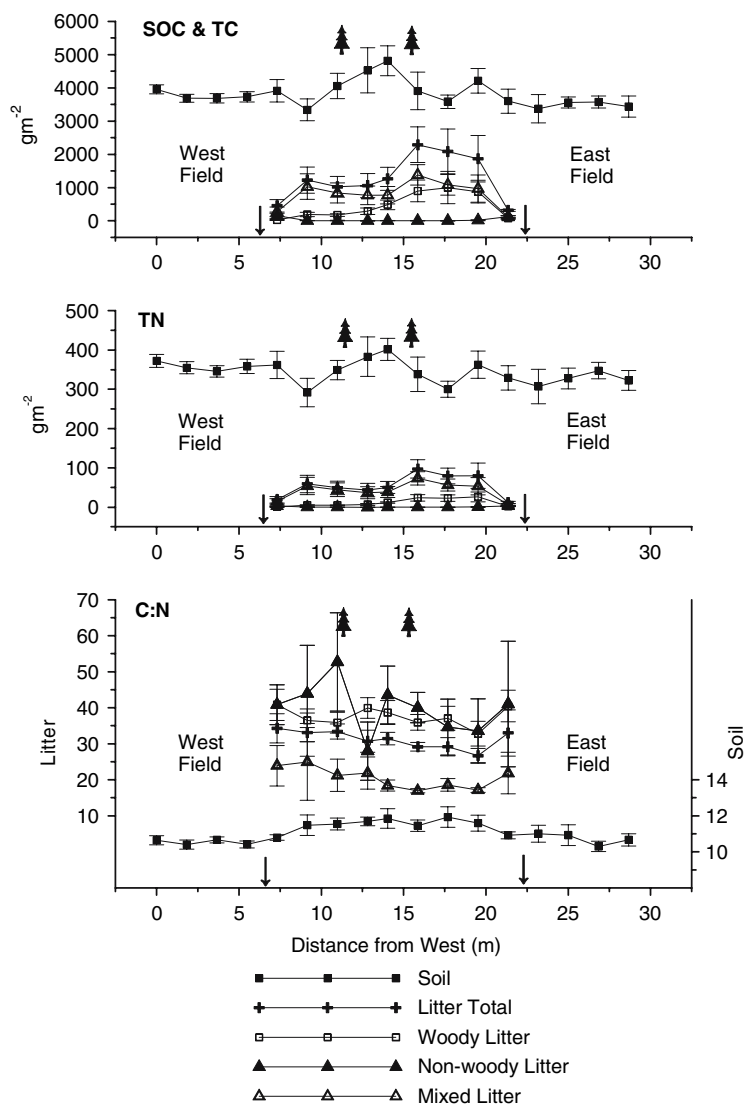 SOC & TC
6000
5000
4000
3000
2000
1000
0
gm-2
West
Field
East
Field
0 5 10 15 20 25 30
TN
500
400
300
200
100
0
gm-2
West
Field
East
Field
0 5 10 15 20 25 30
C:N
70
60
50
40
30
20
10
Litter
West
Field
East
Field
14
12
10
Soil
0 5 10 15 20 25 30
Distance from West (m)
Soil
Litter Total
Woody Litter
Non-woody Litter
Mixed Litter